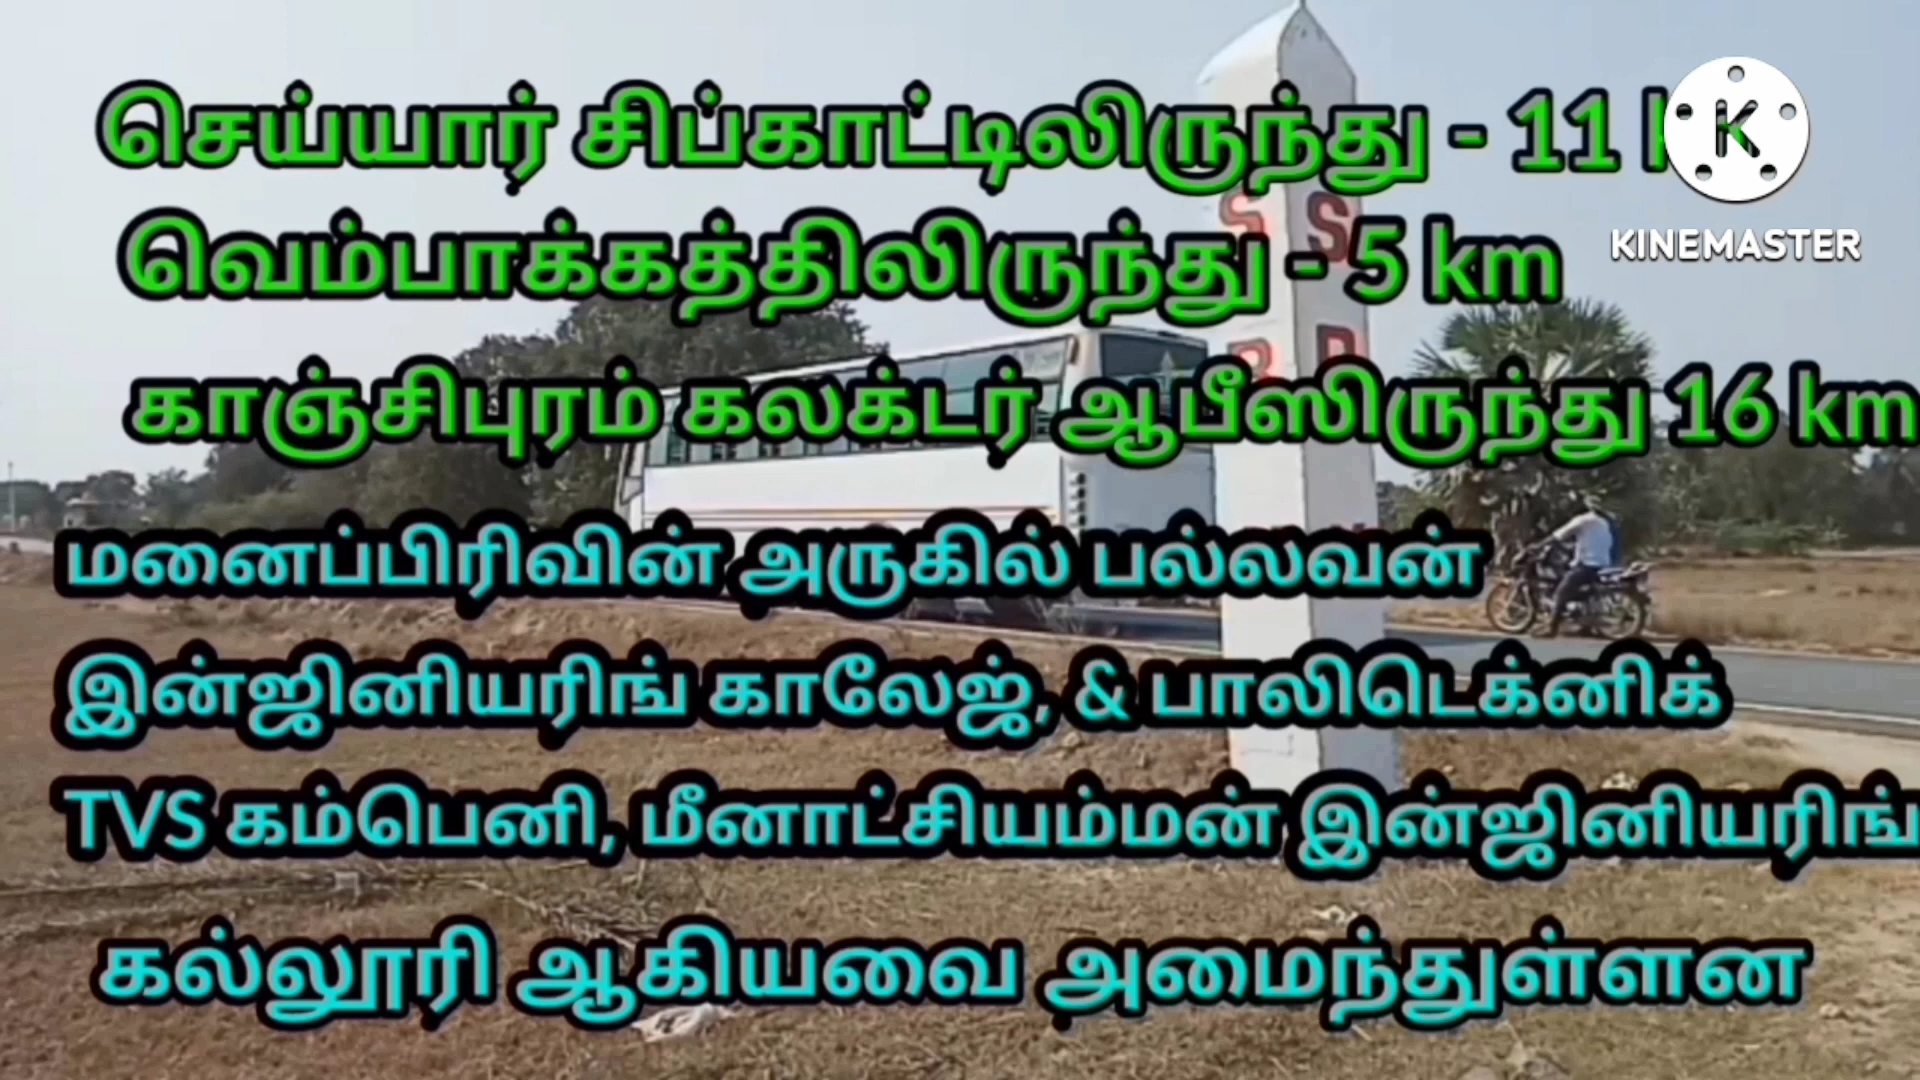 செய்யார் சிப்காட்டிலிருந்து - 11
வெம்பாக்கத்திலிருந்து - 5 km
காஞ்சிபுரம் கலக்டர் ஆபீஸிருந்து 16 km
மனைப்பிரிவின் அருகில் பல்லவன்
இன்ஜினியரிங் காலேஜ், & பாலிடெக்னிக்
TVS கம்பெனி, மீனாட்சியம்மன் இன்ஜினியரிங்
கல்லூரி ஆகியவை அமைந்துள்ளன
K
KINEMASTER
S S